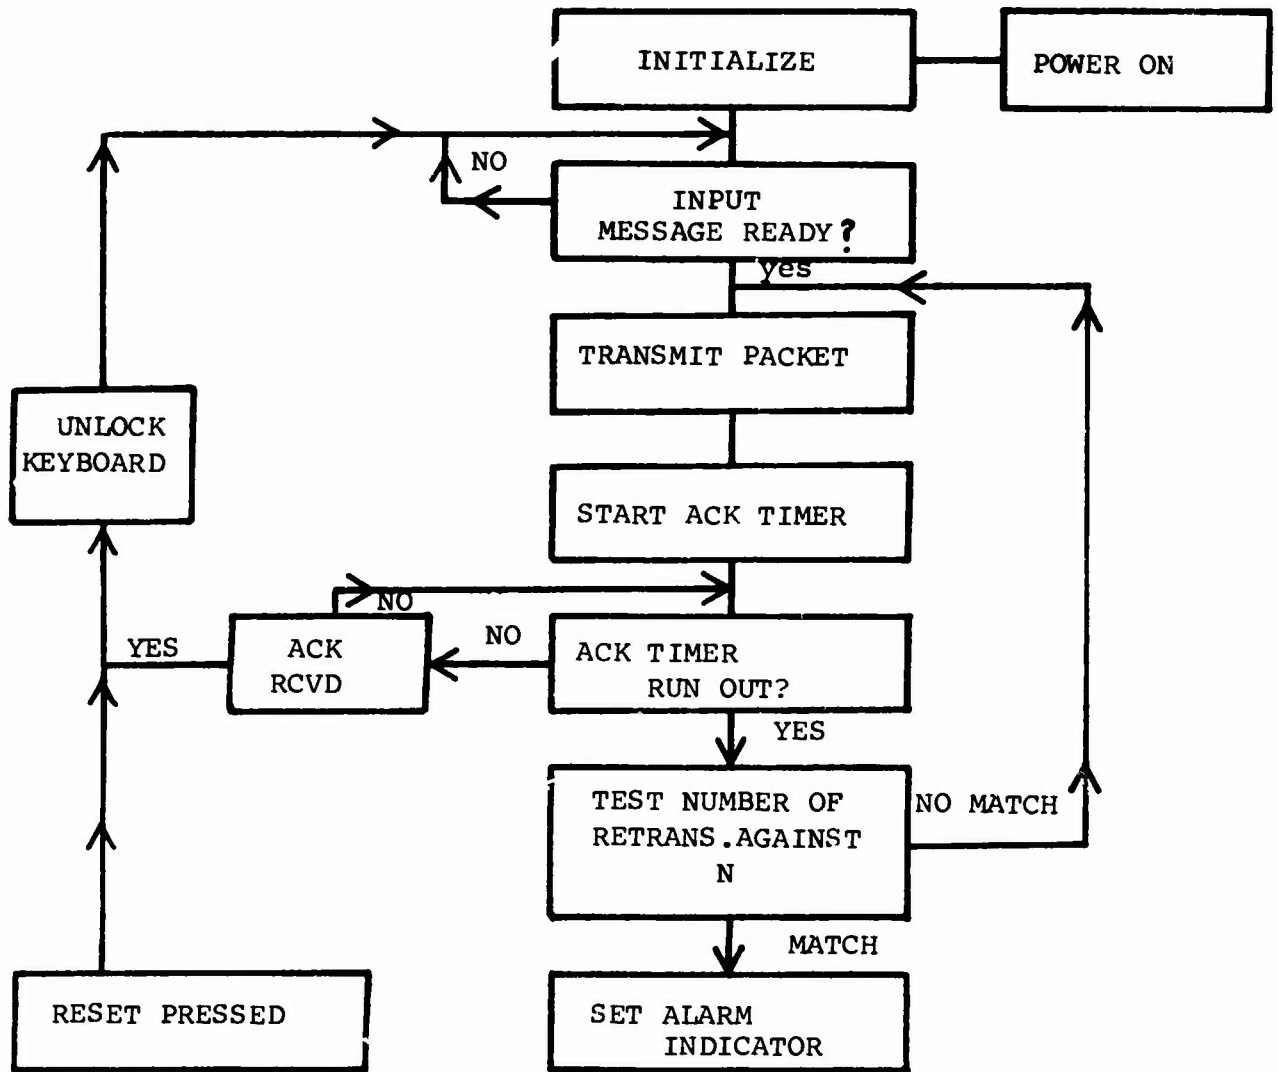 INITIALIZE
POWER ON
NO
INPUT
MESSAGE READY?
yes
TRANSMIT PACKET
UNLOCK
KEYBOARD
START ACK TIMER
NO
YES
ACK
RCVD
NO
ACK TIMER
RUN OUT?
YES
TEST NUMBER OF
RETRANS.AGAINST
N
NO MATCH
MATCH
RESET PRESSED
SET ALARM
INDICATOR